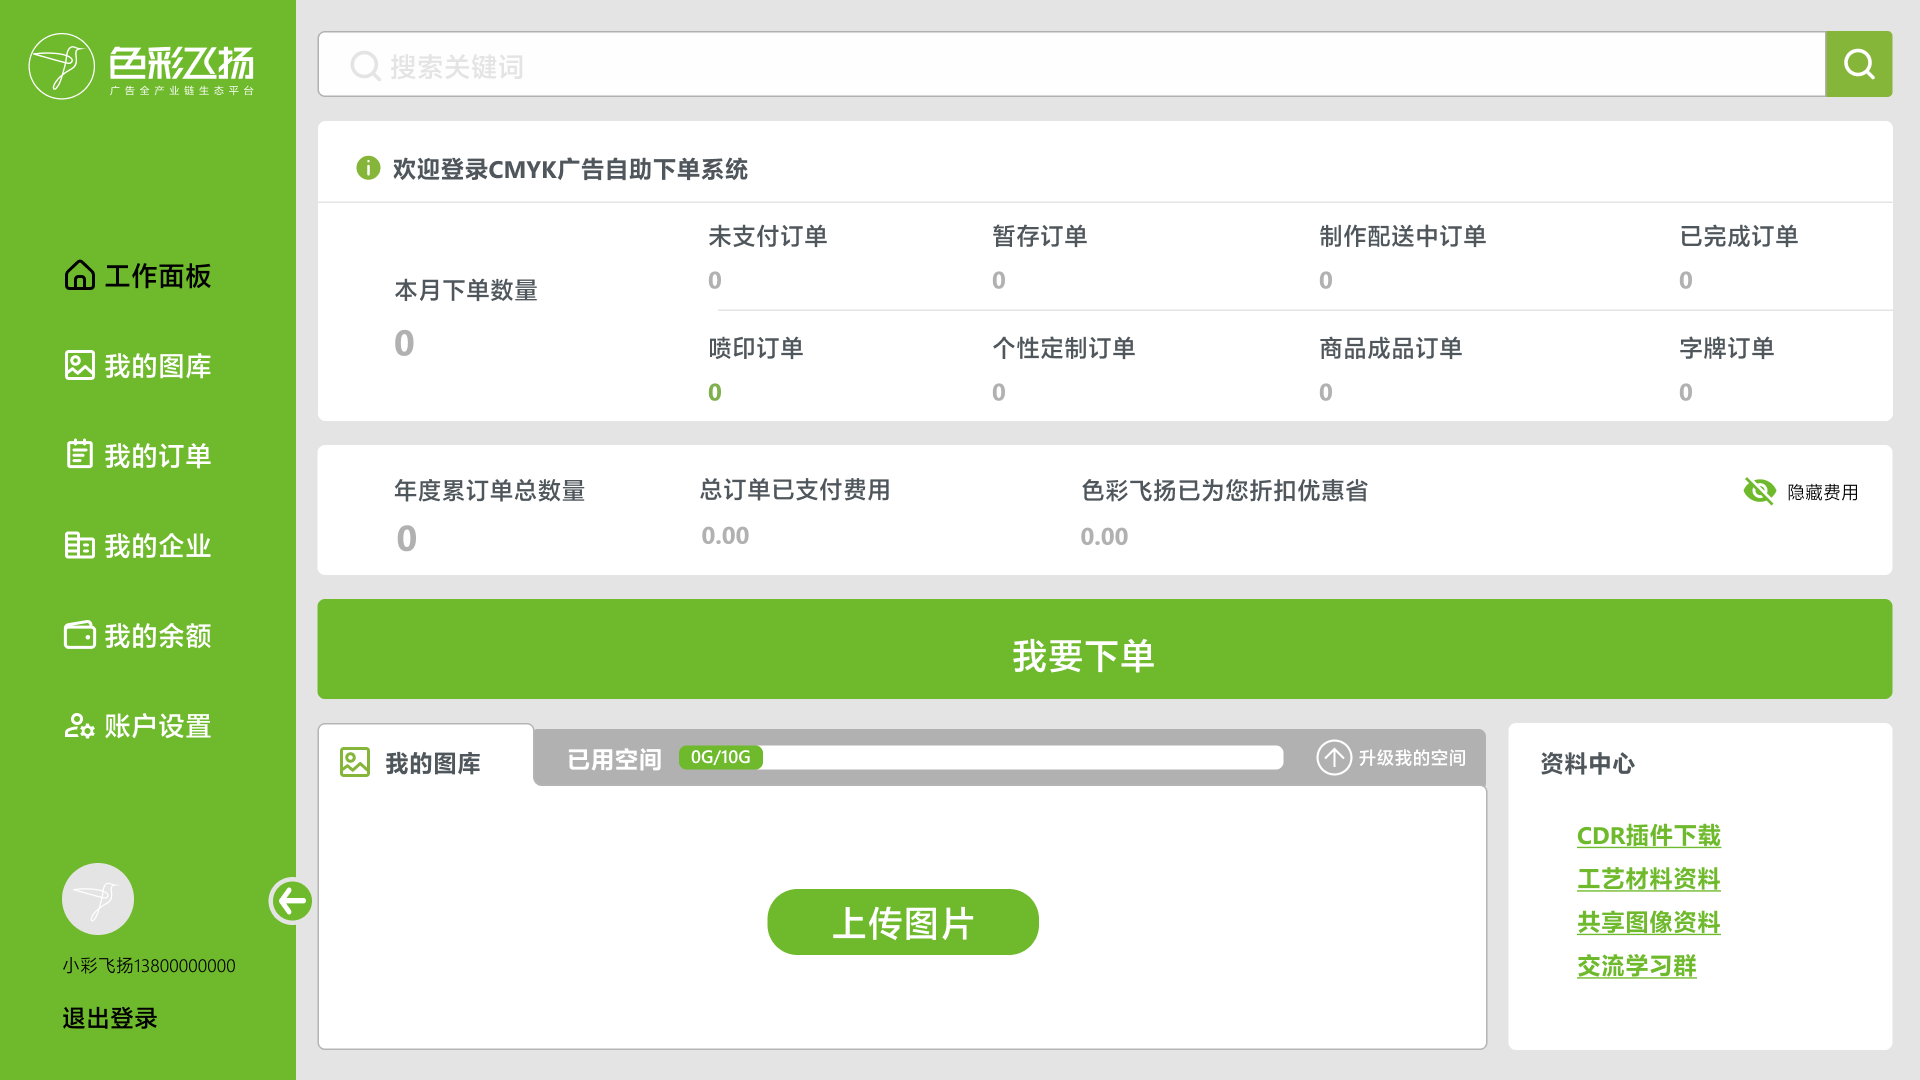 色彩飞扬
广告全产业链生态平台
工作面板
我的图库
我的订单
我的企业
我的余额
账户设置
小彩飞扬13800000000
退出登录
搜索关键词
欢迎登录CMYK广告自助下单系统
本月下单数量
0
未支付订单
0
暂存订单
0
制作配送中订单
0
已完成订单
0
喷印订单
0
个性定制订单
0
商品成品订单
0
字牌订单
0
年度累订单总数量
0
总订单已支付费用
0.00
色彩飞扬已为您折扣优惠省
0.00
隐藏费用
我要下单
我的图库
已用空间
0G/10G
升级我的空间
上传图片
资料中心
CDR插件下载
工艺材料资料
共享图像资料
交流学习群